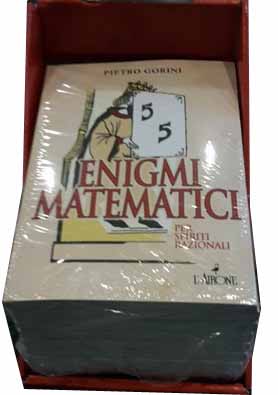 PIETRO GORINI
5
5
ENIGMI
MATEMATICI
PER
SPIRITI
RAZIONALI
L'AIRONE